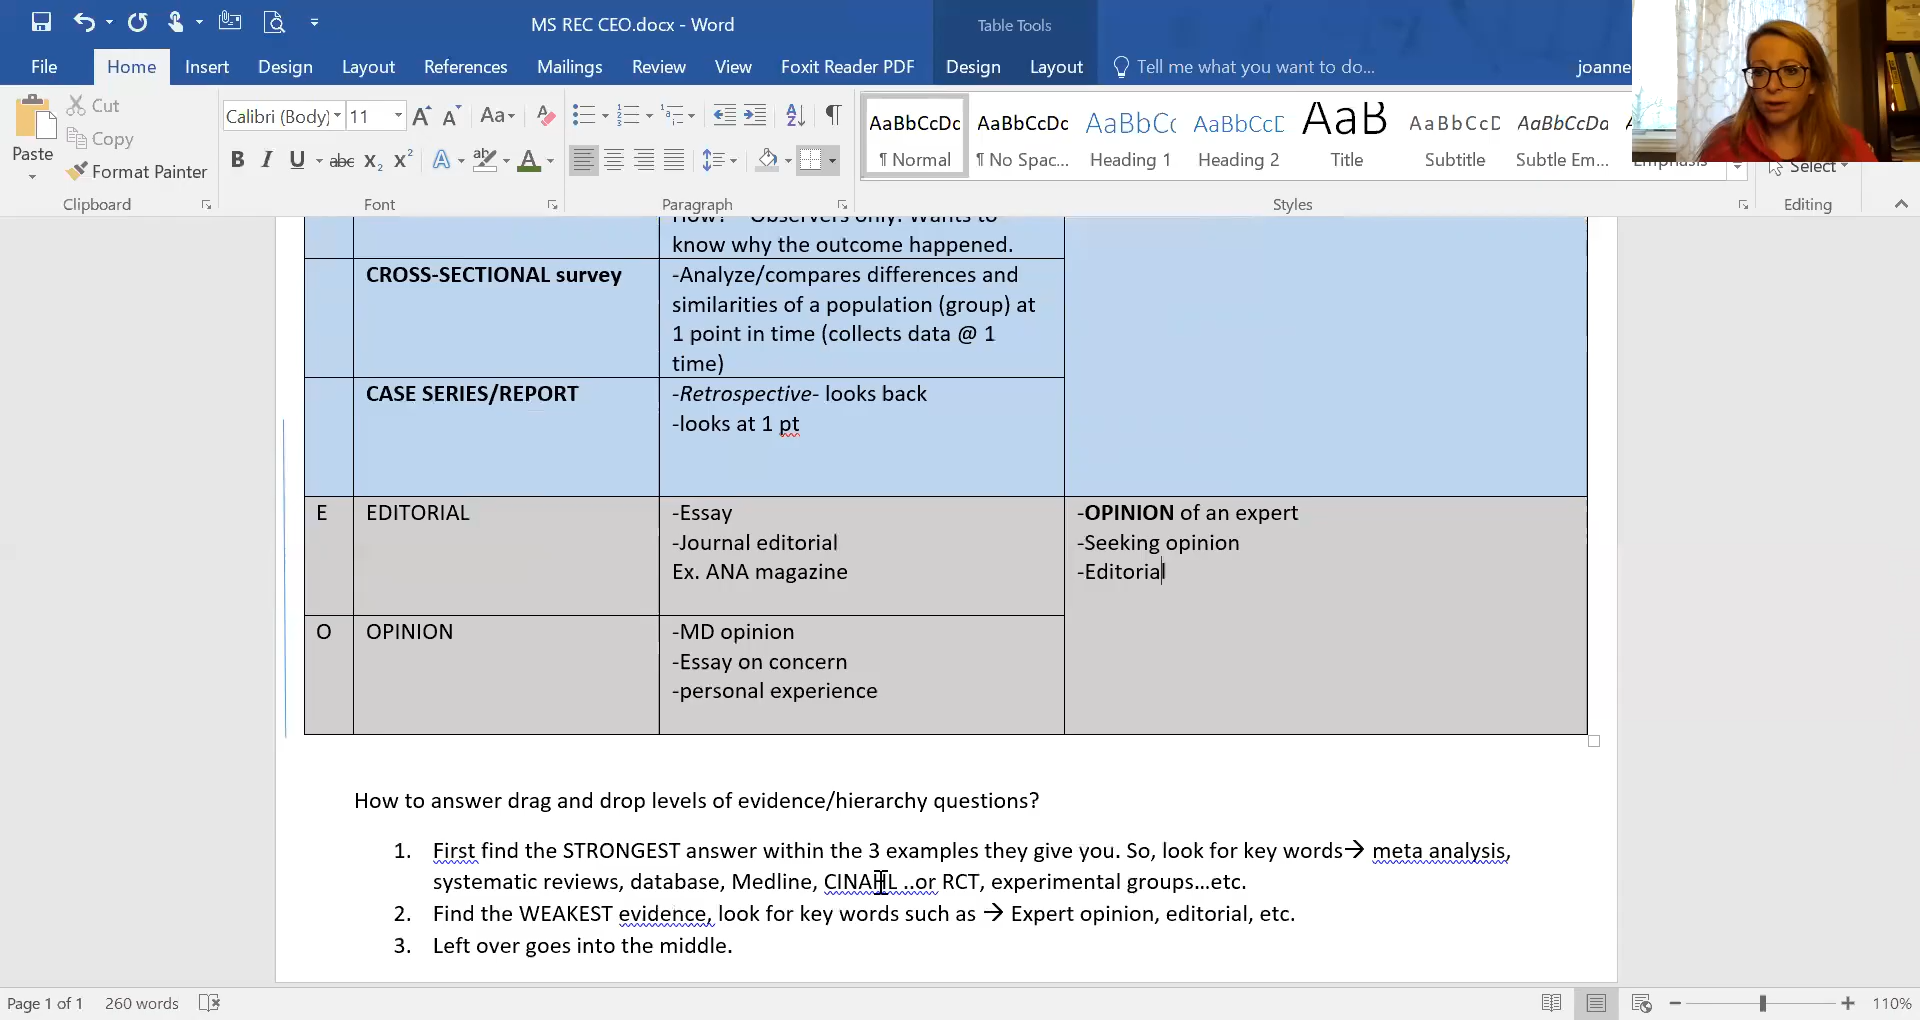 MS REC CEO.docx - Word
Table Tools
File
Home
Insert
Design
Layout
References
Mailings
Review
View
Foxit Reader PDF
Design
Layout
Tell me what you want to do...
joanne
Paste
Cut
Copy
Format Painter
Clipboard
Calibri (Body)
11
Font
Paragraph
AaBbCcDc
¶ Normal
AaBbCcDc
¶ No Spac...
AaBbCc
Heading 1
AaBbCcD
Heading 2
AaB
Title
AaBbCcD
Subtitle
AaBbCcDa
Subtle Em...
Emphasis
Styles
Select
Editing
How? - Observers only. Wants to
know why the outcome happened.
CROSS-SECTIONAL survey
-Analyze/compares differences and
similarities of a population (group) at
1 point in time (collects data @ 1
time)
CASE SERIES/REPORT
-Retrospective- looks back
-looks at 1 pt
E
EDITORIAL
-Essay
-Journal editorial
Ex. ANA magazine
-OPINION of an expert
-Seeking opinion
-Editorial
O
OPINION
-MD opinion
-Essay on concern
-personal experience
How to answer drag and drop levels of evidence/hierarchy questions?
1. First find the STRONGEST answer within the 3 examples they give you. So, look for key words→ meta analysis,
systematic reviews, database, Medline, CINAHL ..or RCT, experimental groups...etc.
2. Find the WEAKEST evidence, look for key words such as → Expert opinion, editorial, etc.
3. Left over goes into the middle.
Page 1 of 1
260 words
110%